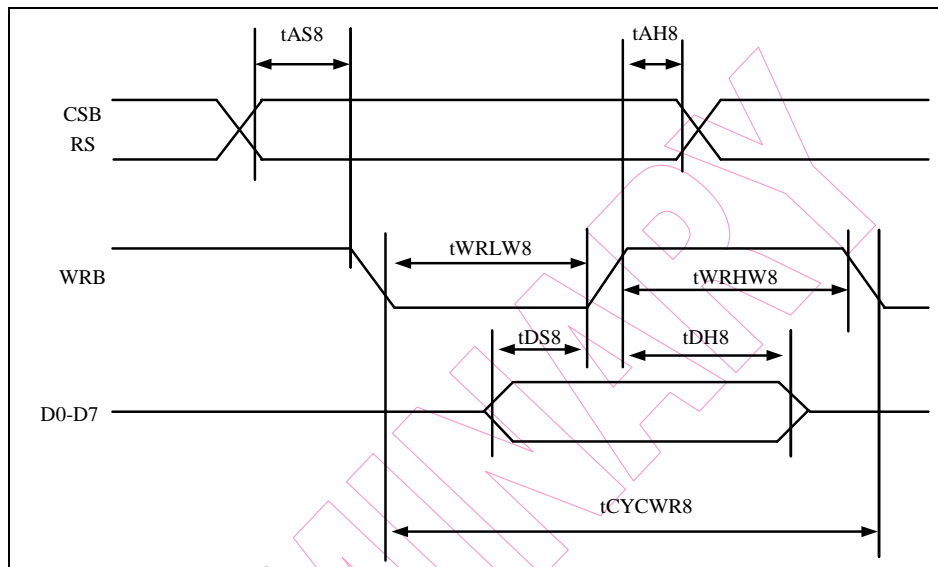 tAS8
tAH8
CSB
RS
tWRLW8
WRB
tWRHW8
tDS8
tDH8
D0-D7
tCYCWR8